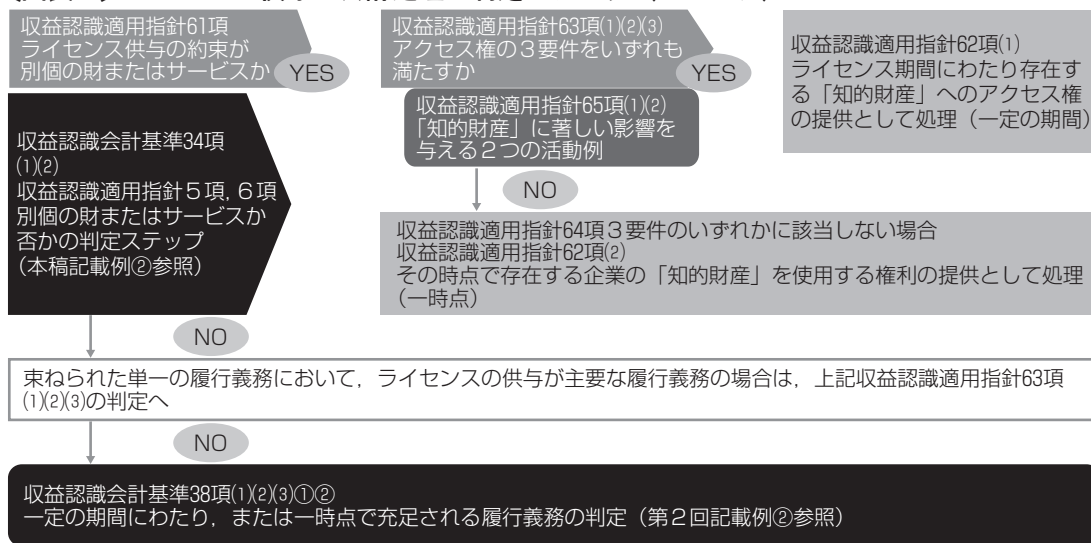 収益認識適用指針61項
ライセンス供与の約束が
別個の財またはサービスか
YES
収益認識会計基準34項
(1)(2)
収益認識適用指針5項,6項
別個の財またはサービスか
否かの判定ステップ
(本稿記載例②参照)
収益認識適用指針63項(1)(2)(3)
アクセス権の3要件をいずれも
満たすか
YES
収益認識適用指針65項(1)(2)
「知的財産」に著しい影響を
与える2つの活動例
NO
収益認識適用指針62項(1)
ライセンス期間にわたり存在す
る「知的財産」へのアクセス権
の提供として処理(一定の期間)
収益認識適用指針64項3要件のいずれかに該当しない場合
収益認識適用指針62項(2)
その時点で存在する企業の「知的財産」を使用する権利の提供として処理
(一時点)
NO
束ねられた単一の履行義務において,ライセンスの供与が主要な履行義務の場合は,上記収益認識適用指針63項
(1)(2)(3)の判定へ
NO
収益認識会計基準38項(1)(2)(3)①②
一定の期間にわたり,または一時点で充足される履行義務の判定(第2回記載例②参照)